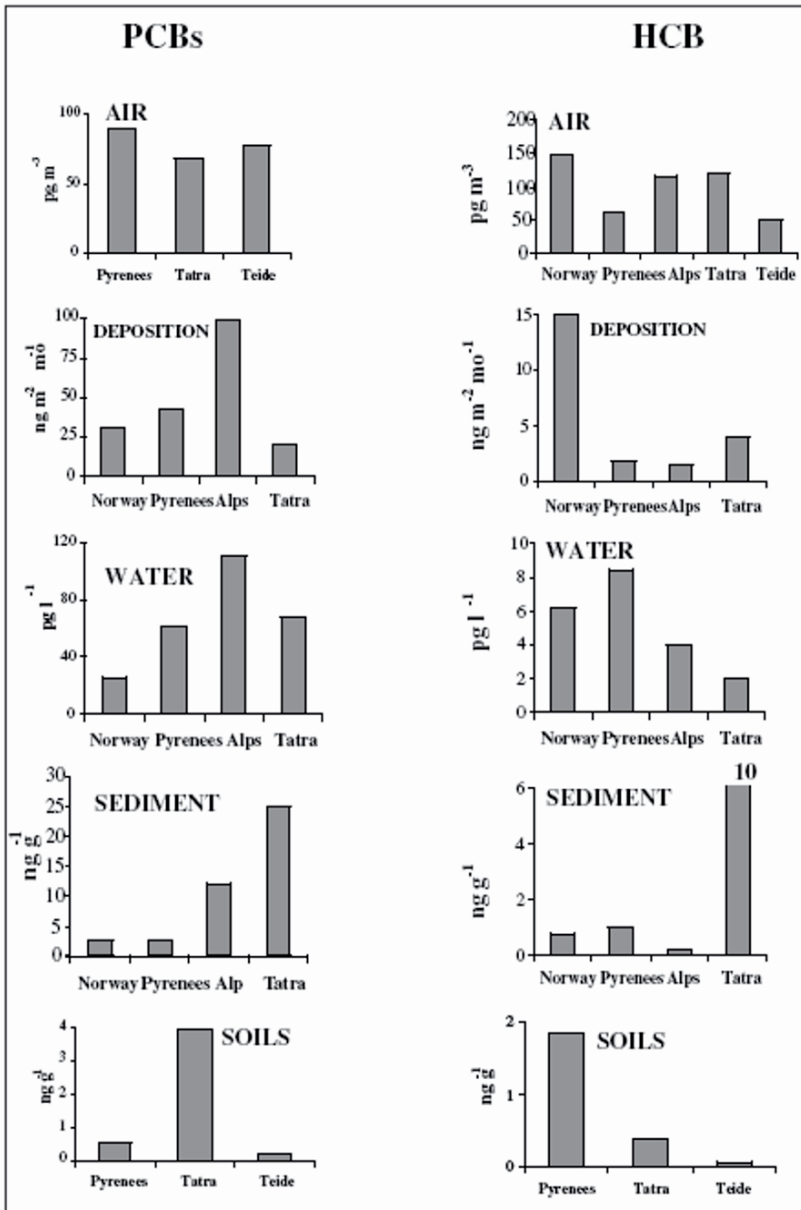 PCBs
AIR
pg m-3
100
50
0
Pyrenees Tatra Teide
DEPOSITION
ng m-2 mo-1
100
75
50
25
0
Norway Pyrenees Alps Tatra
WATER
pg l-1
120
80
40
0
Norway Pyrenees Alps Tatra
SEDIMENT
ng g-1
30
25
20
15
10
5
0
Norway Pyrenees Alp Tatra
SOILS
ng g-1
4
3
2
1
0
Pyrenees Tatra Teide
HCB
AIR
pg m-3
200
150
100
50
0
Norway Pyrenees Alps Tatra Teide
DEPOSITION
ng m-2 mo-1
15
10
5
0
Norway Pyrenees Alps Tatra
WATER
pg l -1
10
8
6
4
2
0
Norway Pyrenees Alps Tatra
10
SEDIMENT
ng g-1
6
4
2
0
Norway Pyrenees Alps Tatra
SOILS
ng g-1
2
1
0
Pyrenees Tatra Teide